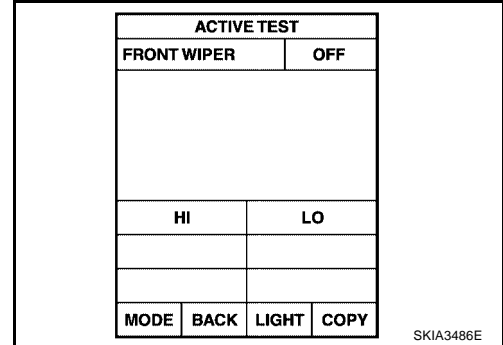 ACTIVE TEST
FRONT WIPER OFF
HI LO
MODE BACK LIGHT COPY
SKIA3486E